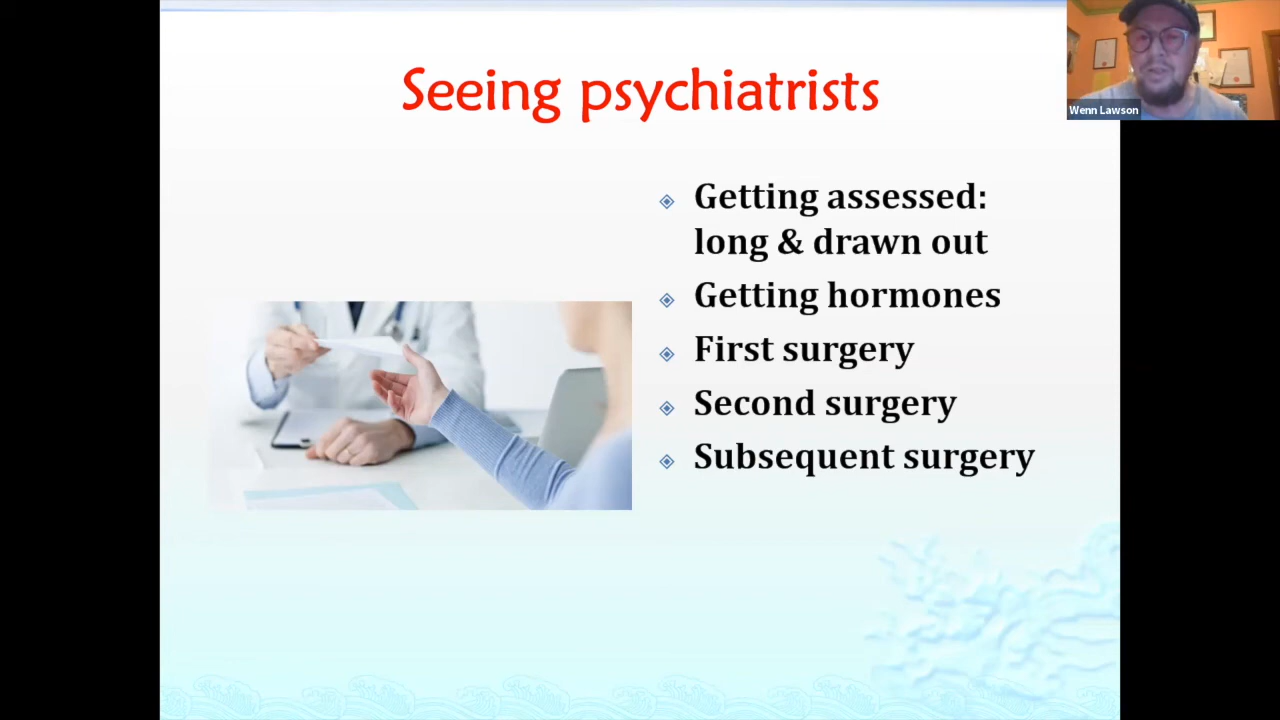 Seeing psychiatrists
Wenn Lawson
Getting assessed:
long & drawn out
Getting hormones
First surgery
Second surgery
Subsequent surgery